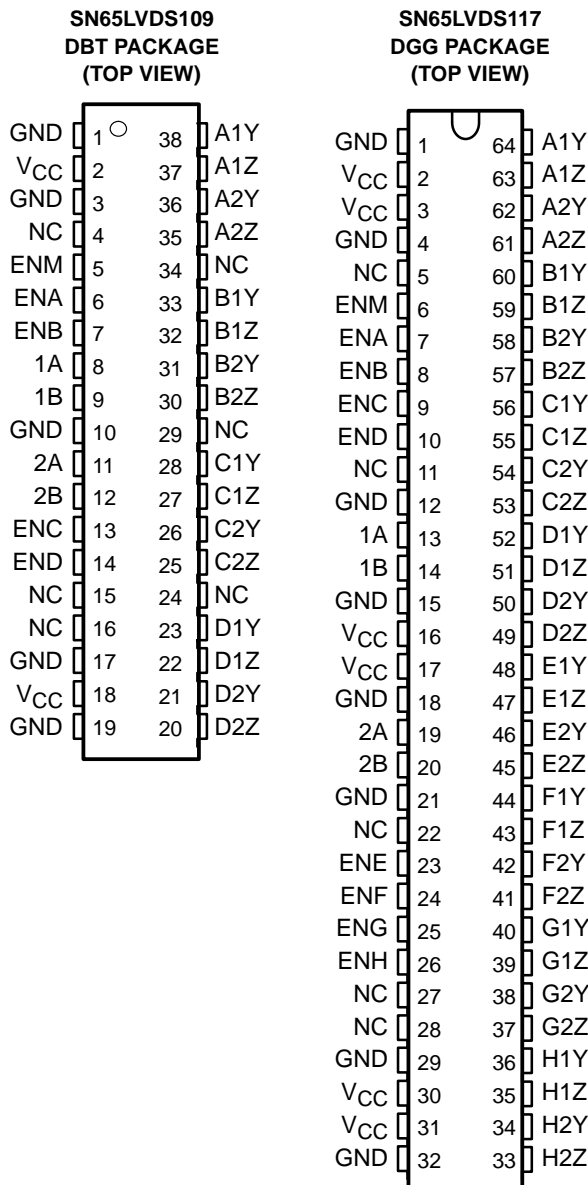 SN65LVDS109
DBT PACKAGE
(TOP VIEW)
GND 1 38 A1Y
VCC 2 37 A1Z
GND 3 36 A2Y
NC 4 35 A2Z
ENM 5 34 NC
ENA 6 33 B1Y
ENB 7 32 B1Z
1A 8 31 B2Y
1B 9 30 B2Z
GND 10 29 NC
2A 11 28 C1Y
2B 12 27 C1Z
ENC 13 26 C2Y
END 14 25 C2Z
NC 15 24 NC
NC 16 23 D1Y
GND 17 22 D1Z
VCC 18 21 D2Y
GND 19 20 D2Z
SN65LVDS117
DGG PACKAGE
(TOP VIEW)
GND 1 64 A1Y
VCC 2 63 A1Z
VCC 3 62 A2Y
GND 4 61 A2Z
NC 5 60 B1Y
ENM 6 59 B1Z
ENA 7 58 B2Y
ENB 8 57 B2Z
ENC 9 56 C1Y
END 10 55 C1Z
NC 11 54 C2Y
GND 12 53 C2Z
1A 13 52 D1Y
1B 14 51 D1Z
GND 15 50 D2Y
VCC 16 49 D2Z
VCC 17 48 E1Y
GND 18 47 E1Z
2A 19 46 E2Y
2B 20 45 E2Z
GND 21 44 F1Y
NC 22 43 F1Z
ENE 23 42 F2Y
ENF 24 41 F2Z
ENG 25 40 G1Y
ENH 26 39 G1Z
NC 27 38 G2Y
NC 28 37 G2Z
GND 29 36 H1Y
VCC 30 35 H1Z
VCC 31 34 H2Y
GND 32 33 H2Z